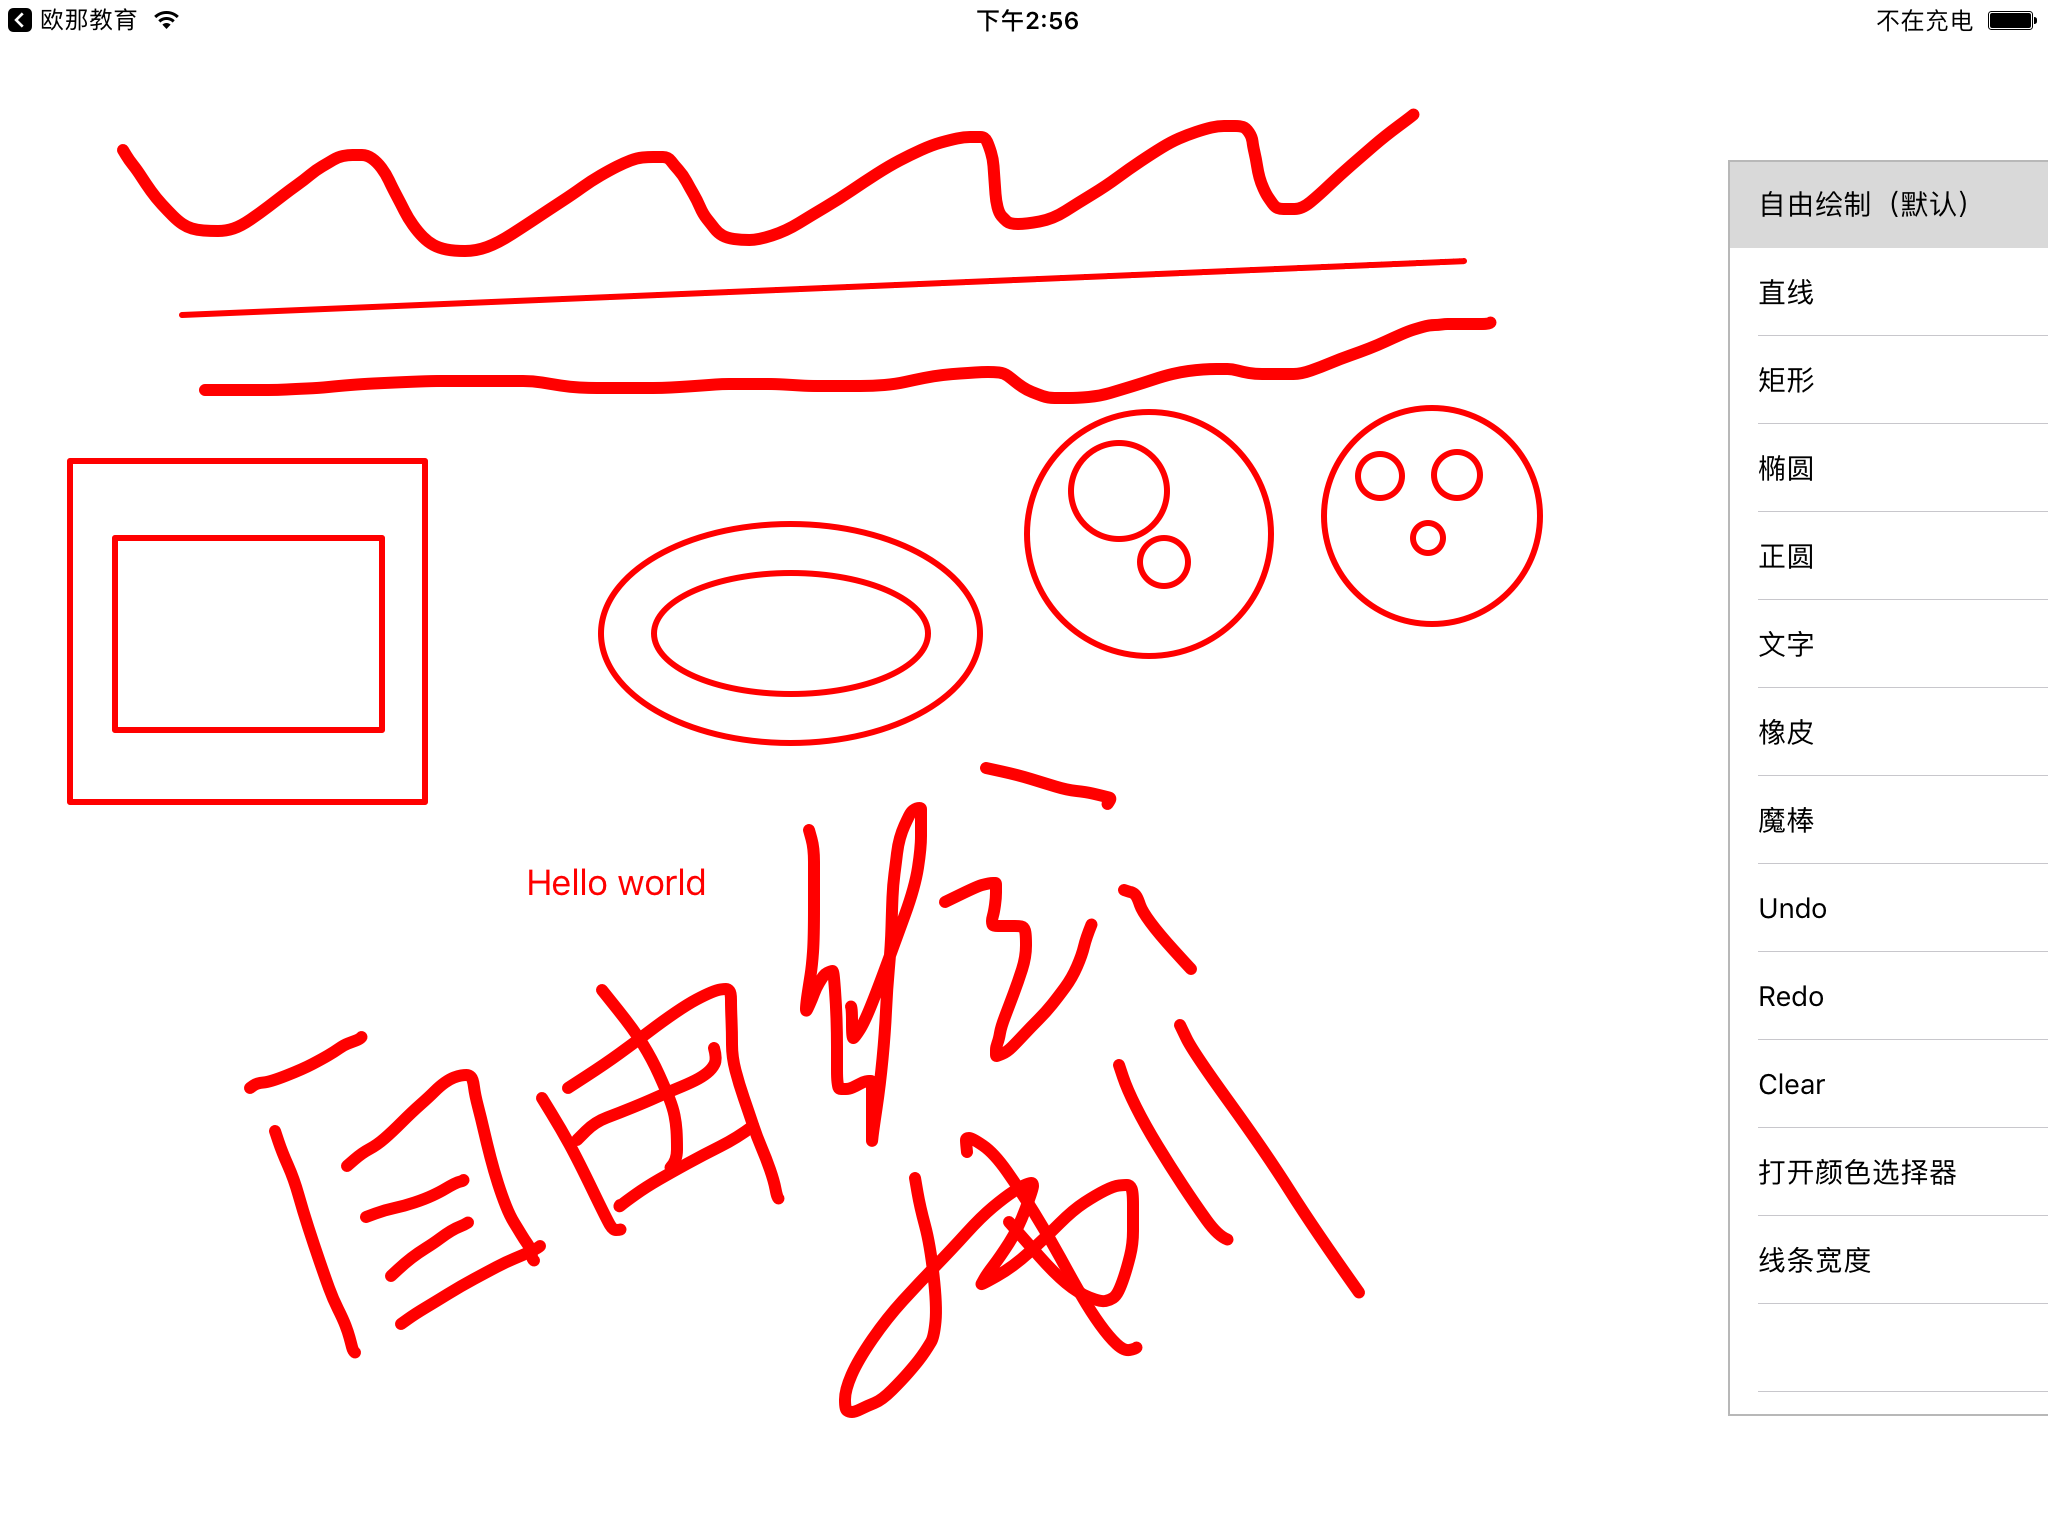 欧那教育
下午2:56
不在充电
自由绘制（默认）
直线
矩形
椭圆
正圆
文字
橡皮
魔棒
Undo
Redo
Clear
打开颜色选择器
线条宽度
Hello world
自由绘制